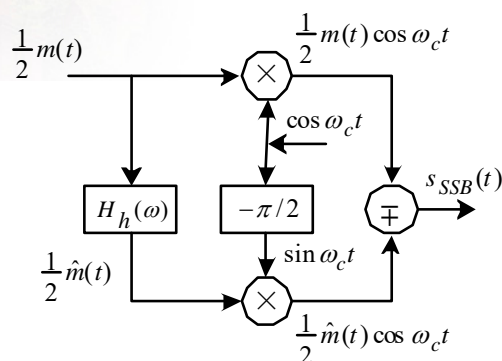 1/2 m(t)
1/2 m(t) cos ω_c t
×
cos ω_c t
s_SSB(t)
H_h(ω)
−π/2
∓
1/2 m̂(t)
sin ω_c t
×
1/2 m̂(t) cos ω_c t